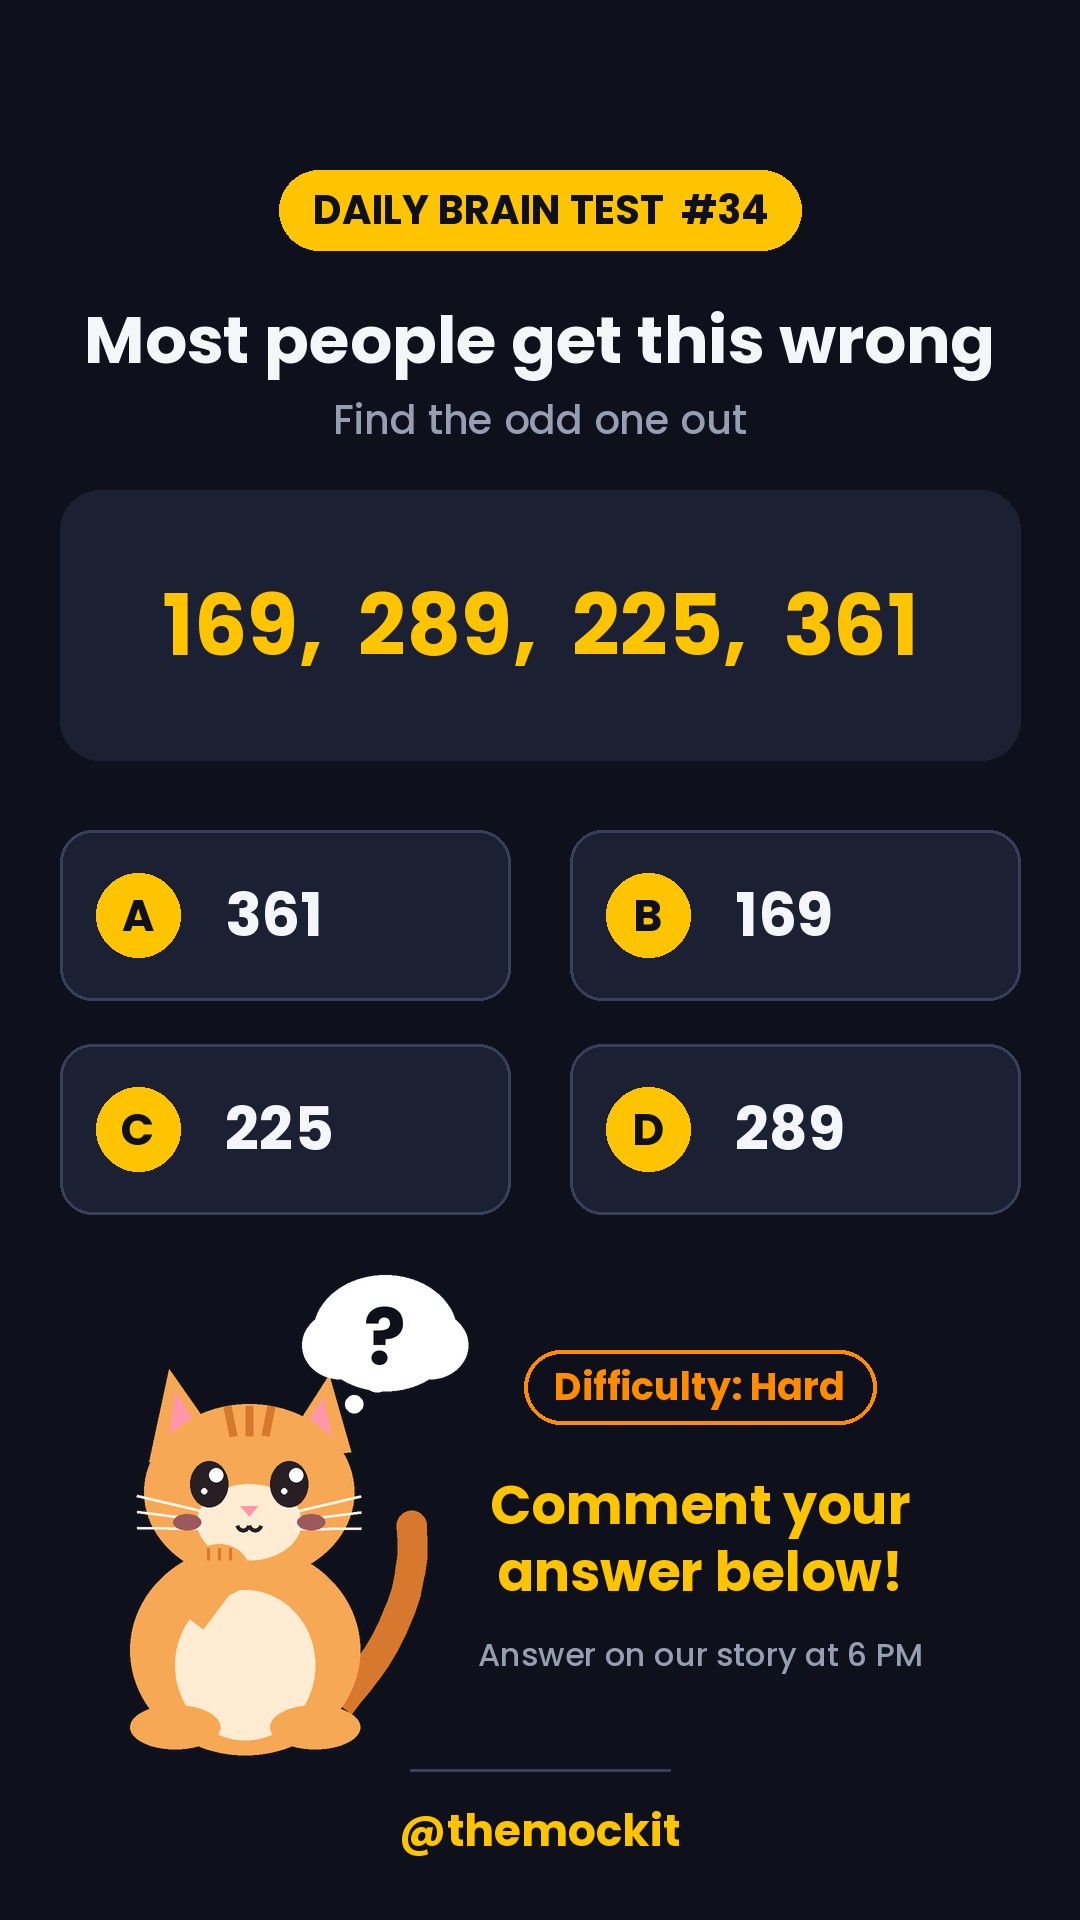 DAILY BRAIN TEST #34
Most people get this wrong
Find the odd one out
169, 289, 225, 361
A 361
B 169
C 225
D 289
?
Difficulty: Hard
Comment your
answer below!
Answer on our story at 6 PM
@themockit